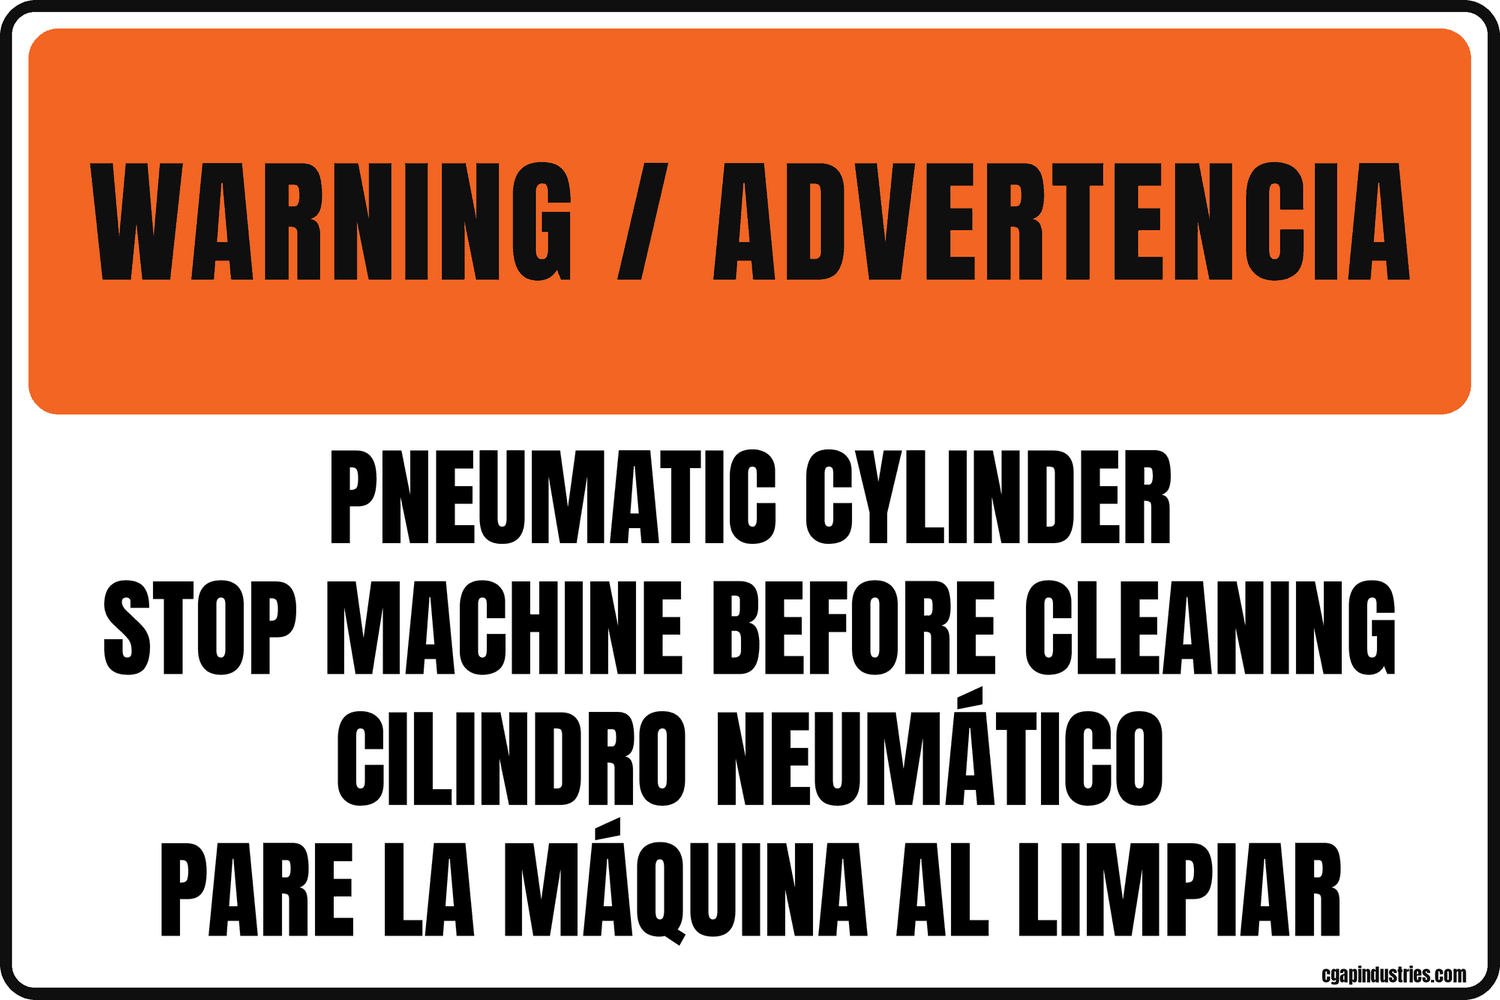 WARNING / ADVERTENCIA
PNEUMATIC CYLINDER
STOP MACHINE BEFORE CLEANING
CILINDRO NEUMÁTICO
PARE LA MÁQUINA AL LIMPIAR
cgapindustries.com